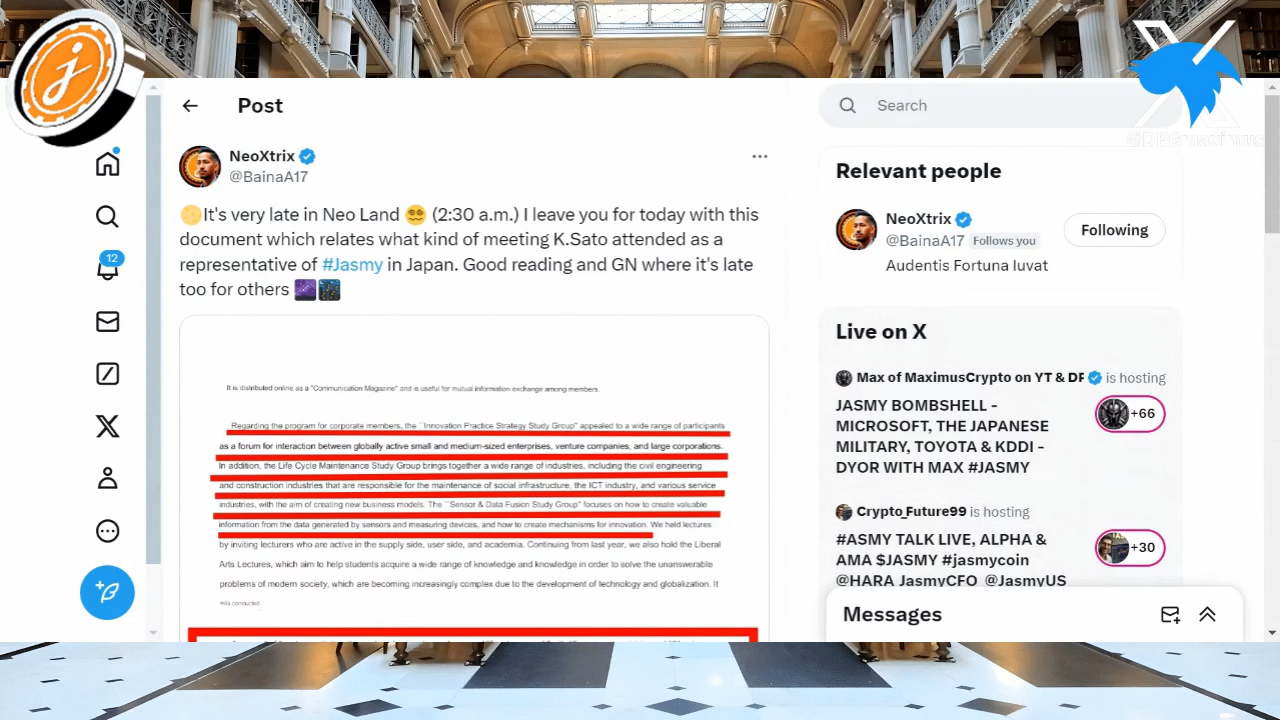 Post
Search
@DEGmaximus
NeoXtrix
@BainaA17
It's very late in Neo Land (2:30 a.m.) I leave you for today with this
document which relates what kind of meeting K.Sato attended as a
representative of #Jasmy in Japan. Good reading and GN where it's late
too for others
12
It is distributed online as a "Communication Magazine" and is useful for mutual information exchange among members.
Regarding the program for corporate members, the ``Innovation Practice Strategy Study Group'' appealed to a wide range of participants
as a forum for interaction between globally active small and medium-sized enterprises, venture companies, and large corporations.
In addition, the Life Cycle Maintenance Study Group brings together a wide range of industries, including the civil engineering
and construction industries that are responsible for the maintenance of social infrastructure, the ICT industry, and various service
industries, with the aim of creating new business models. The ``Sensor & Data Fusion Study Group'' focuses on how to create valuable
information from the data generated by sensors and measuring devices, and how to create mechanisms for innovation. We held lectures
by inviting lecturers who are active in the supply side, user side, and academia. Continuing from last year, we also hold the Liberal
Arts Lectures, which aim to help students acquire a wide range of knowledge and knowledge in order to solve the unanswerable
problems of modern society, which are becoming increasingly complex due to the development of technology and globalization. It
was conducted.
Relevant people
NeoXtrix
@BainaA17 Follows you
Following
Audentis Fortuna Iuvat
Live on X
Max of MaximusCrypto on YT & DF is hosting
JASMY BOMBSHELL -
MICROSOFT, THE JAPANESE
MILITARY, TOYOTA & KDDI -
DYOR WITH MAX #JASMY
+66
Crypto_Future99 is hosting
#ASMY TALK LIVE, ALPHA &
AMA $JASMY #jasmycoin
@HARA_JasmyCFO @JasmyUS
+30
Messages